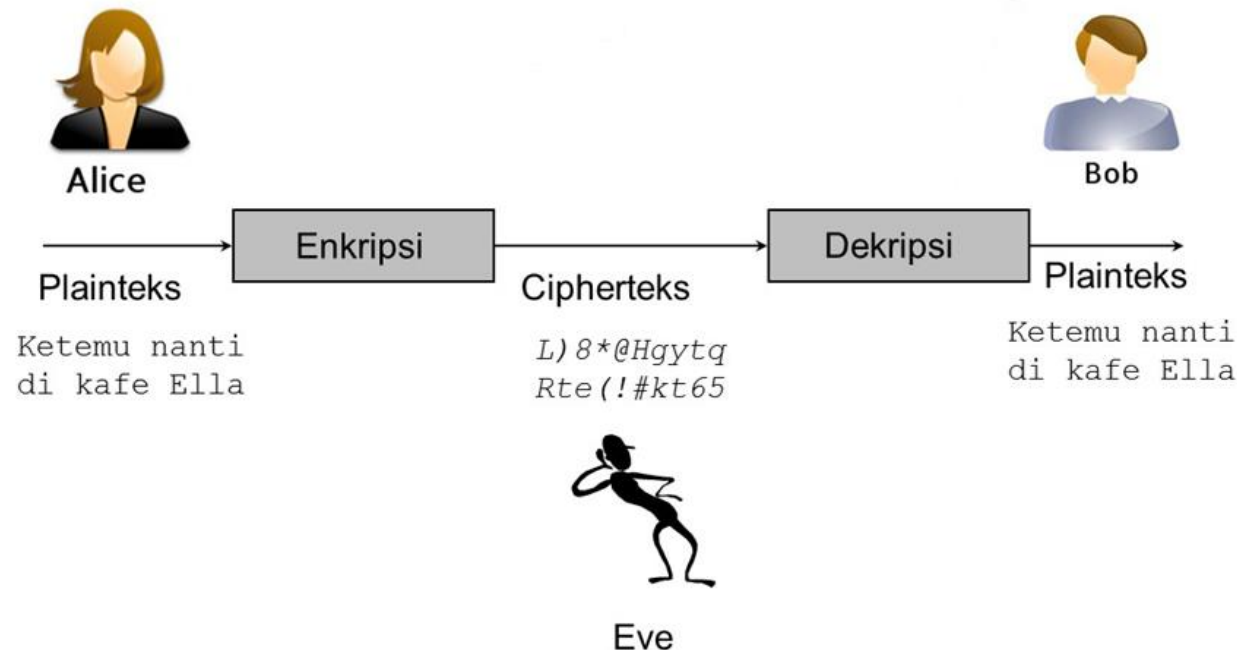 Alice
Bob
Enkripsi
Dekripsi
Plainteks
Cipherteks
Plainteks
Ketemu nanti
di kafe Ella
L)8*@Hgytq
Rte(!#kt65
Ketemu nanti
di kafe Ella
Eve